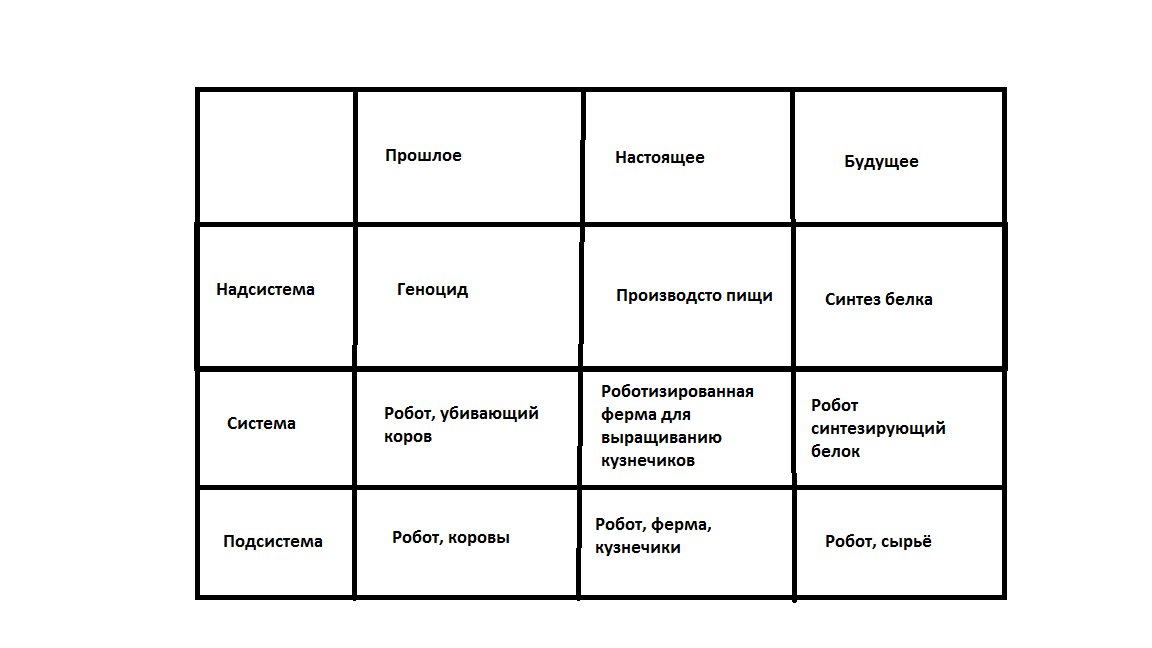 Прошлое
Настоящее
Будущее
Надсистема
Геноцид
Производсто пищи
Синтез белка
Система
Робот, убивающий
коров
Роботизированная
ферма для
выращиванию
кузнечиков
Робот
синтезирующий
белок
Подсистема
Робот, коровы
Робот, ферма,
кузнечики
Робот, сырьё